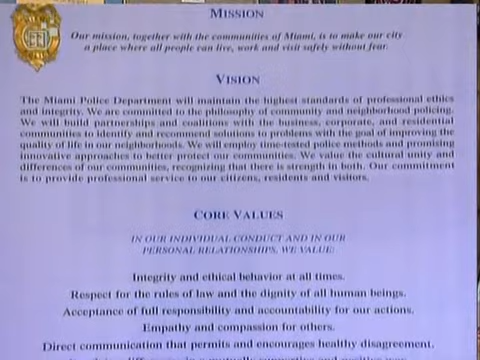 MISSION
Our mission, together with the communities of Miami, is to make our city
a place where all people can live, work and visit safely without fear.
VISION
The Miami Police Department will maintain the highest standards of professional ethics
and integrity. We are committed to the philosophy of community and neighborhood policing.
We will build partnerships and coalitions with the business, corporate, and residential
communities to identify and recommend solutions to problems with the goal of improving the
quality of life in our neighborhoods. We will employ time-tested police methods and promising
innovative approaches to better protect our communities. We value the cultural unity and
differences of our communities, recognizing that there is strength in both. Our commitment
is to provide professional service to our citizens, residents and visitors.
CORE VALUES
IN OUR INDIVIDUAL CONDUCT AND IN OUR
PERSONAL RELATIONSHIPS, WE VALUE:
Integrity and ethical behavior at all times.
Respect for the rules of law and the dignity of all human beings.
Acceptance of full responsibility and accountability for our actions.
Empathy and compassion for others.
Direct communication that permits and encourages healthy disagreement.